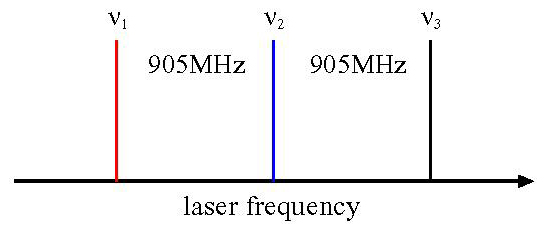 ν₁ ν₂ ν₃
905MHz 905MHz
laser frequency